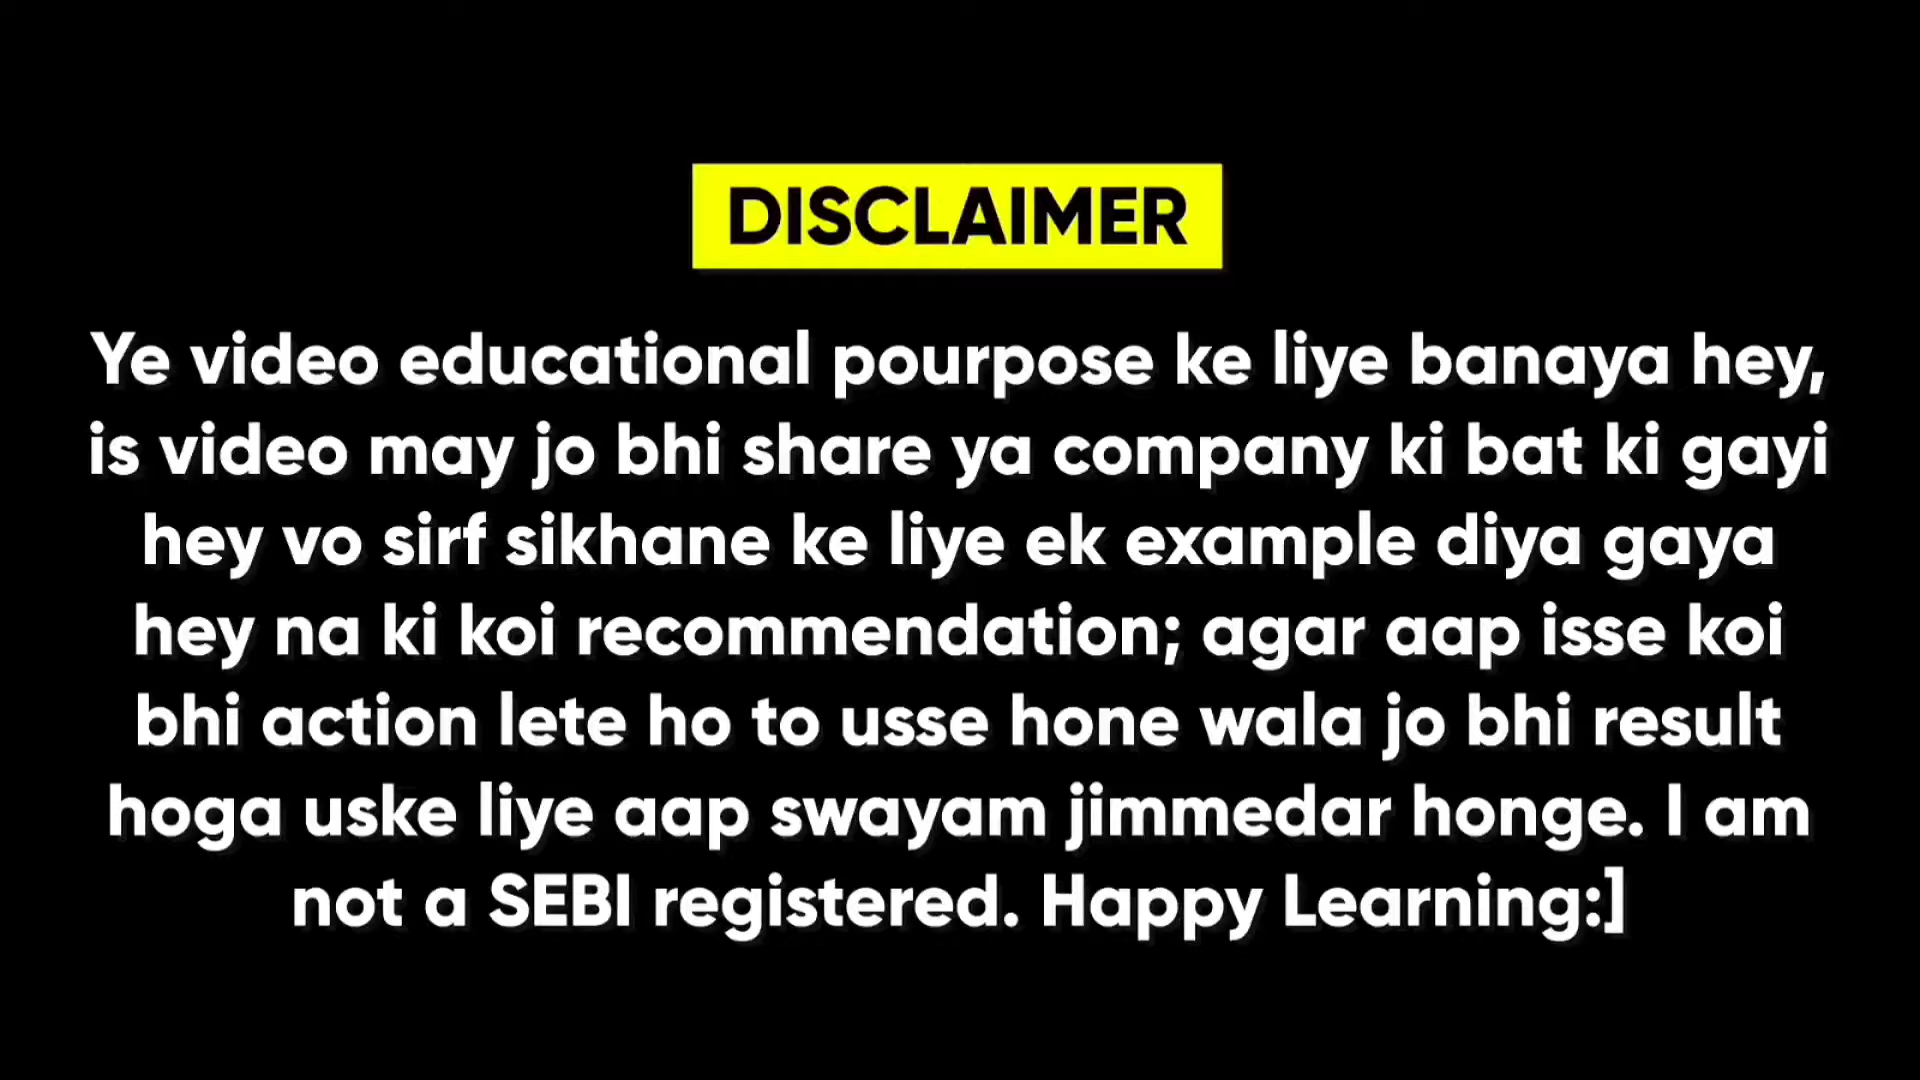 DISCLAIMER
Ye video educational pourpose ke liye banaya hey,
is video may jo bhi share ya company ki bat ki gayi
hey vo sirf sikhane ke liye ek example diya gaya
hey na ki koi recommendation; agar aap isse koi
bhi action lete ho to usse hone wala jo bhi result
hoga uske liye aap swayam jimmedar honge. I am
not a SEBI registered. Happy Learning:]